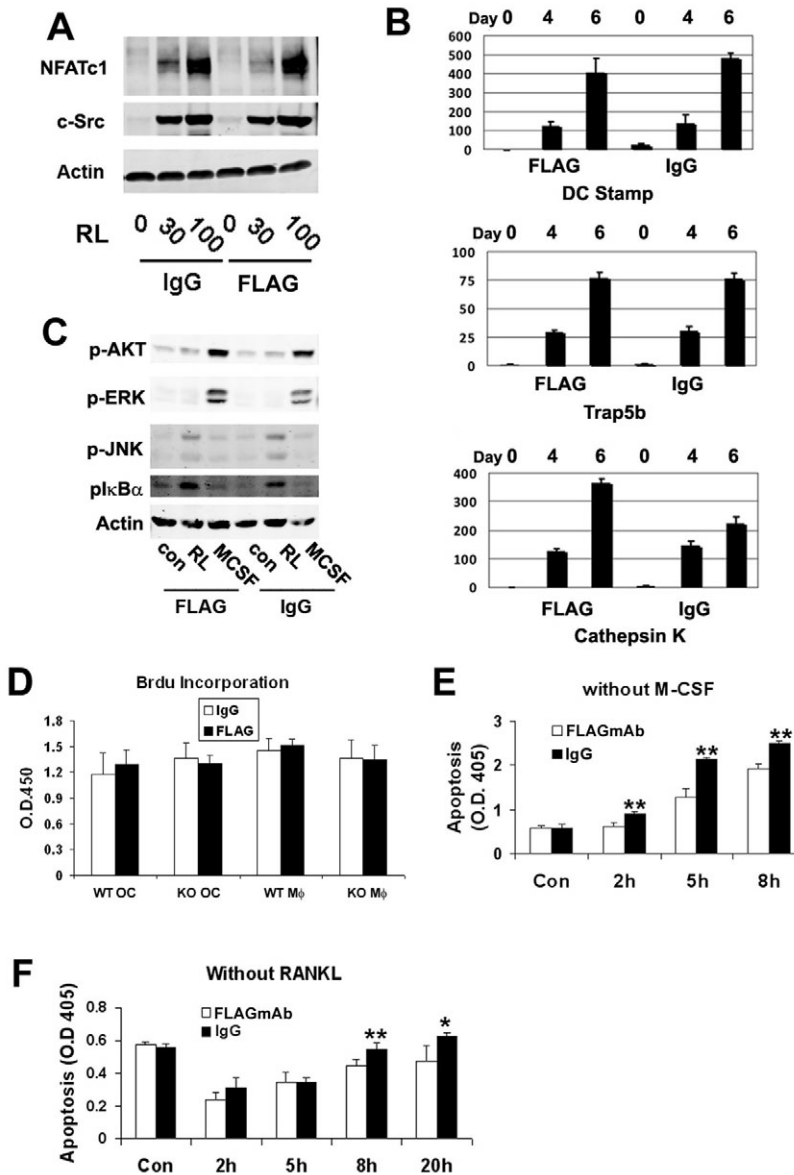 A
NFATc1
c-Src
Actin
RL 0 30 100 0 30 100
IgG FLAG
B
Day 0 4 6 0 4 6
600
500
400
300
200
100
0
FLAG IgG
DC Stamp
Day 0 4 6 0 4 6
100
75
50
25
0
FLAG IgG
Trap5b
Day 0 4 6 0 4 6
400
300
200
100
0
FLAG IgG
Cathepsin K
C
p-AKT
p-ERK
p-JNK
pIκBα
Actin
con RL MCSF con RL MCSF
FLAG IgG
D
Brdu Incorporation
IgG
FLAG
O.D.450
1.8
1.5
1.2
0.9
0.6
0.3
0
WT OC KO OC WT Mϕ KO Mϕ
E
without M-CSF
FLAGmAb
IgG
Apoptosis
(O.D. 405)
3
2
1
0
** ** **
Con 2h 5h 8h
F
Without RANKL
FLAGmAb
IgG
Apoptosis (O.D 405)
0.8
0.6
0.4
0.2
0
** *
Con 2h 5h 8h 20h